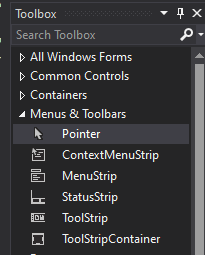 Toolbox
Search Toolbox
All Windows Forms
Common Controls
Containers
Menus & Toolbars
Pointer
ContextMenuStrip
MenuStrip
StatusStrip
ToolStrip
ToolStripContainer